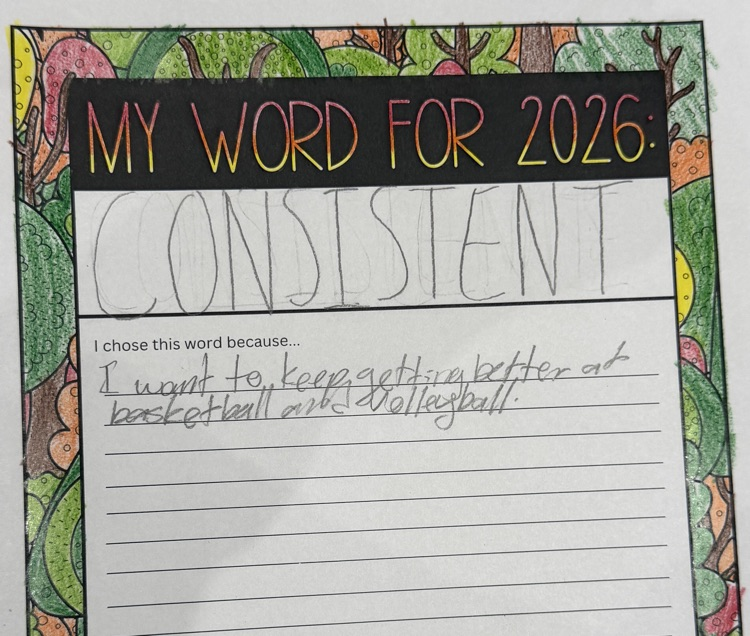 MY WORD FOR 2026:
CONSISTENT
I chose this word because...
I want to keep getting better at
basketball and volleyball.